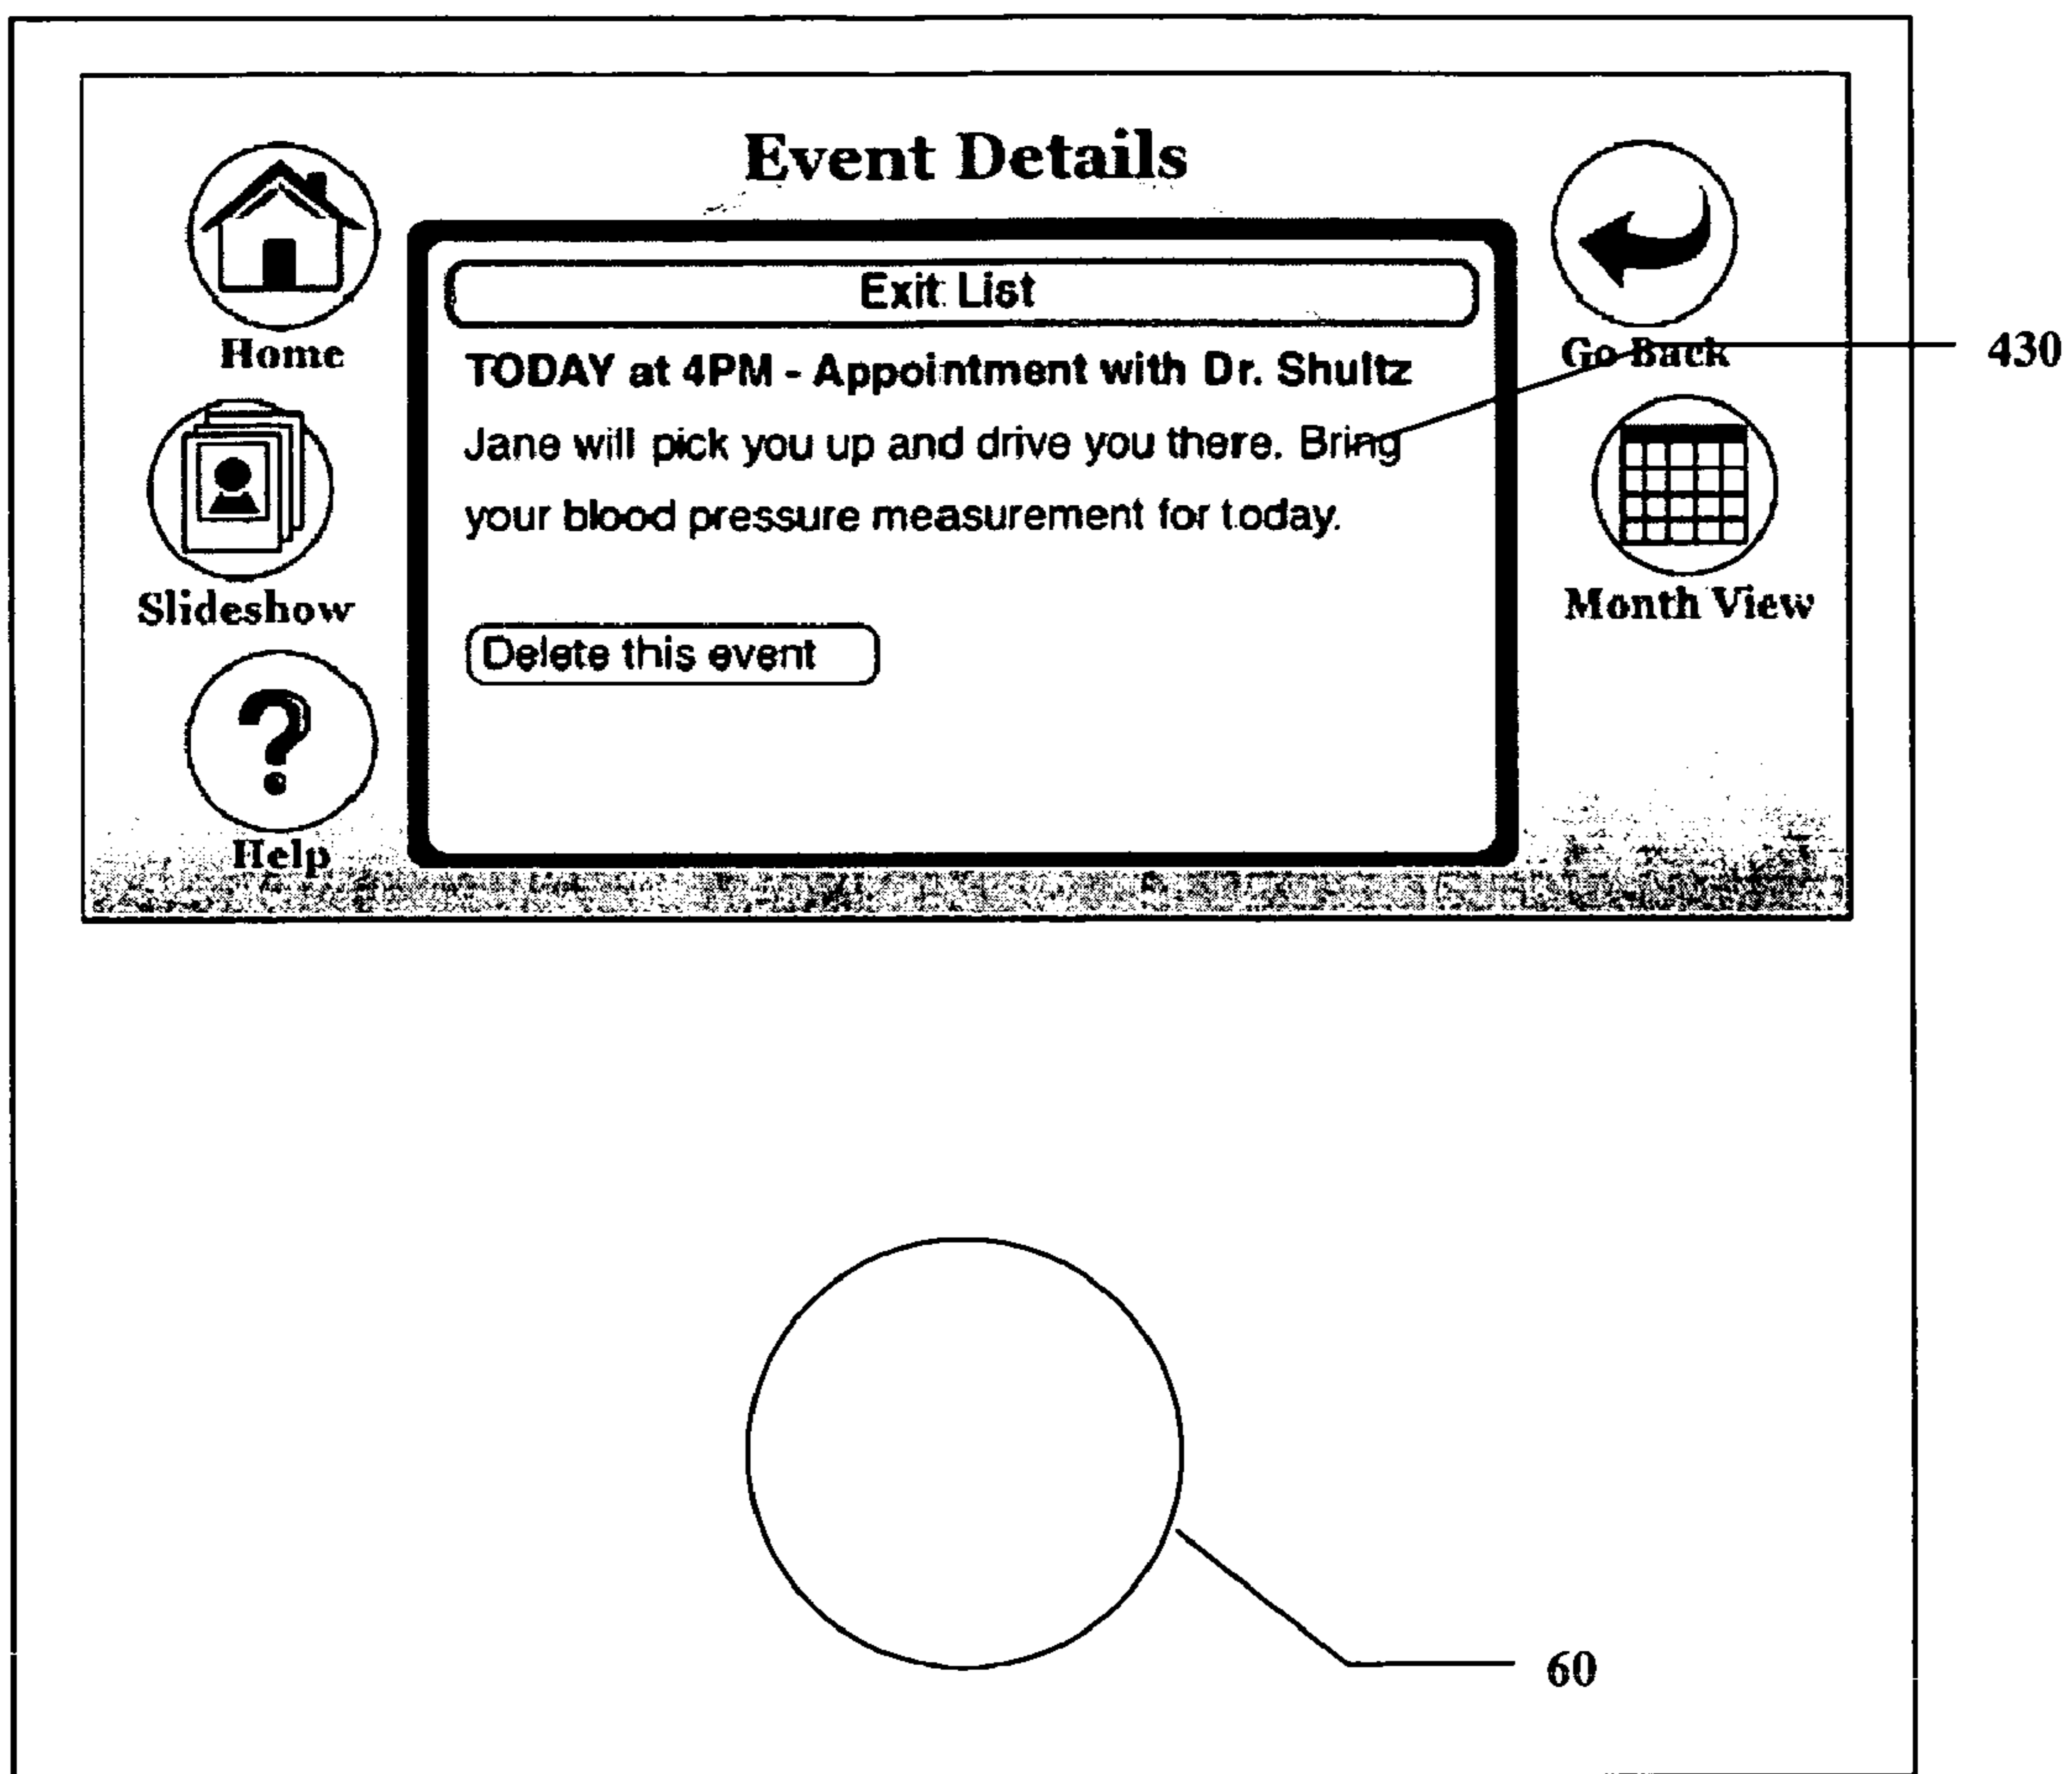 Event Details
Home
Slideshow
Help
Exit List
TODAY at 4PM - Appointment with Dr. Shultz
Jane will pick you up and drive you there. Bring
your blood pressure measurement for today.
Delete this event
Go Back
Month View
430
60